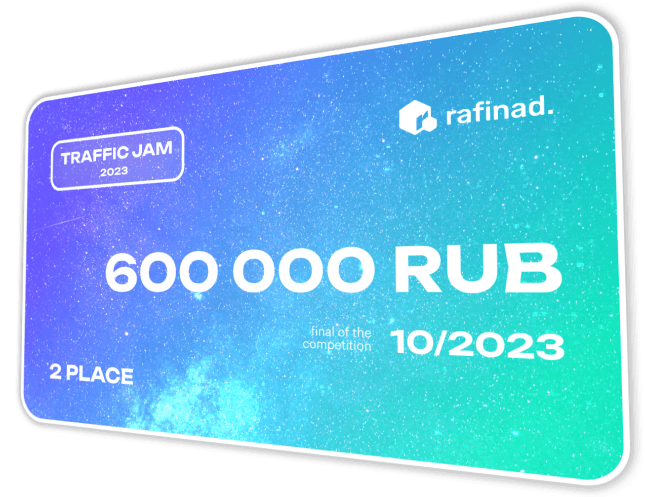 rafinad.
TRAFFIC JAM
2023
600 000 RUB
final of the
competition
10/2023
2 PLACE